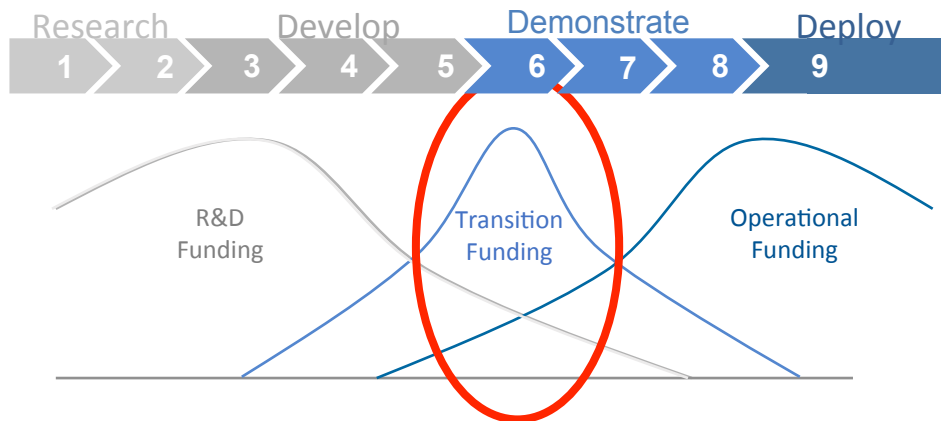 Research Develop Demonstrate Deploy
1 2 3 4 5 6 7 8 9
R&D
Funding
Transition
Funding
Operational
Funding